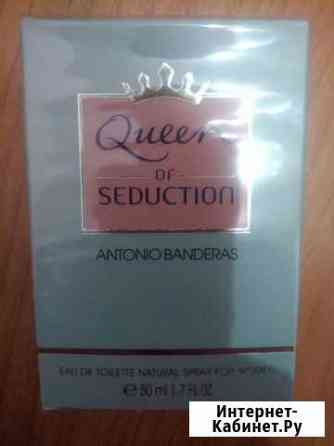 Queen
OF
SEDUCTION
ANTONIO BANDERAS
EAU DE TOILETTE NATURAL SPRAY FOR WOMEN
℮ 50 ml 1.7 FL.OZ.
Интернет-
Кабинет.Ру